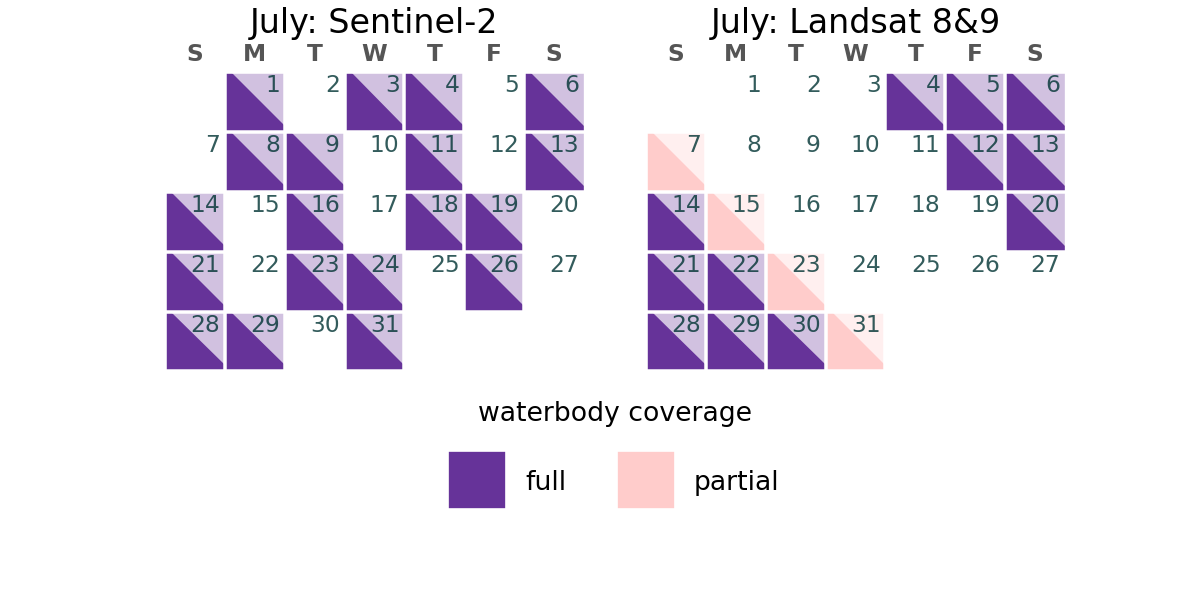 July: Sentinel-2
S M T W T F S
1 2 3 4 5 6
7 8 9 10 11 12 13
14 15 16 17 18 19 20
21 22 23 24 25 26 27
28 29 30 31
July: Landsat 8&9
S M T W T F S
1 2 3 4 5 6
7 8 9 10 11 12 13
14 15 16 17 18 19 20
21 22 23 24 25 26 27
28 29 30 31
waterbody coverage
full partial